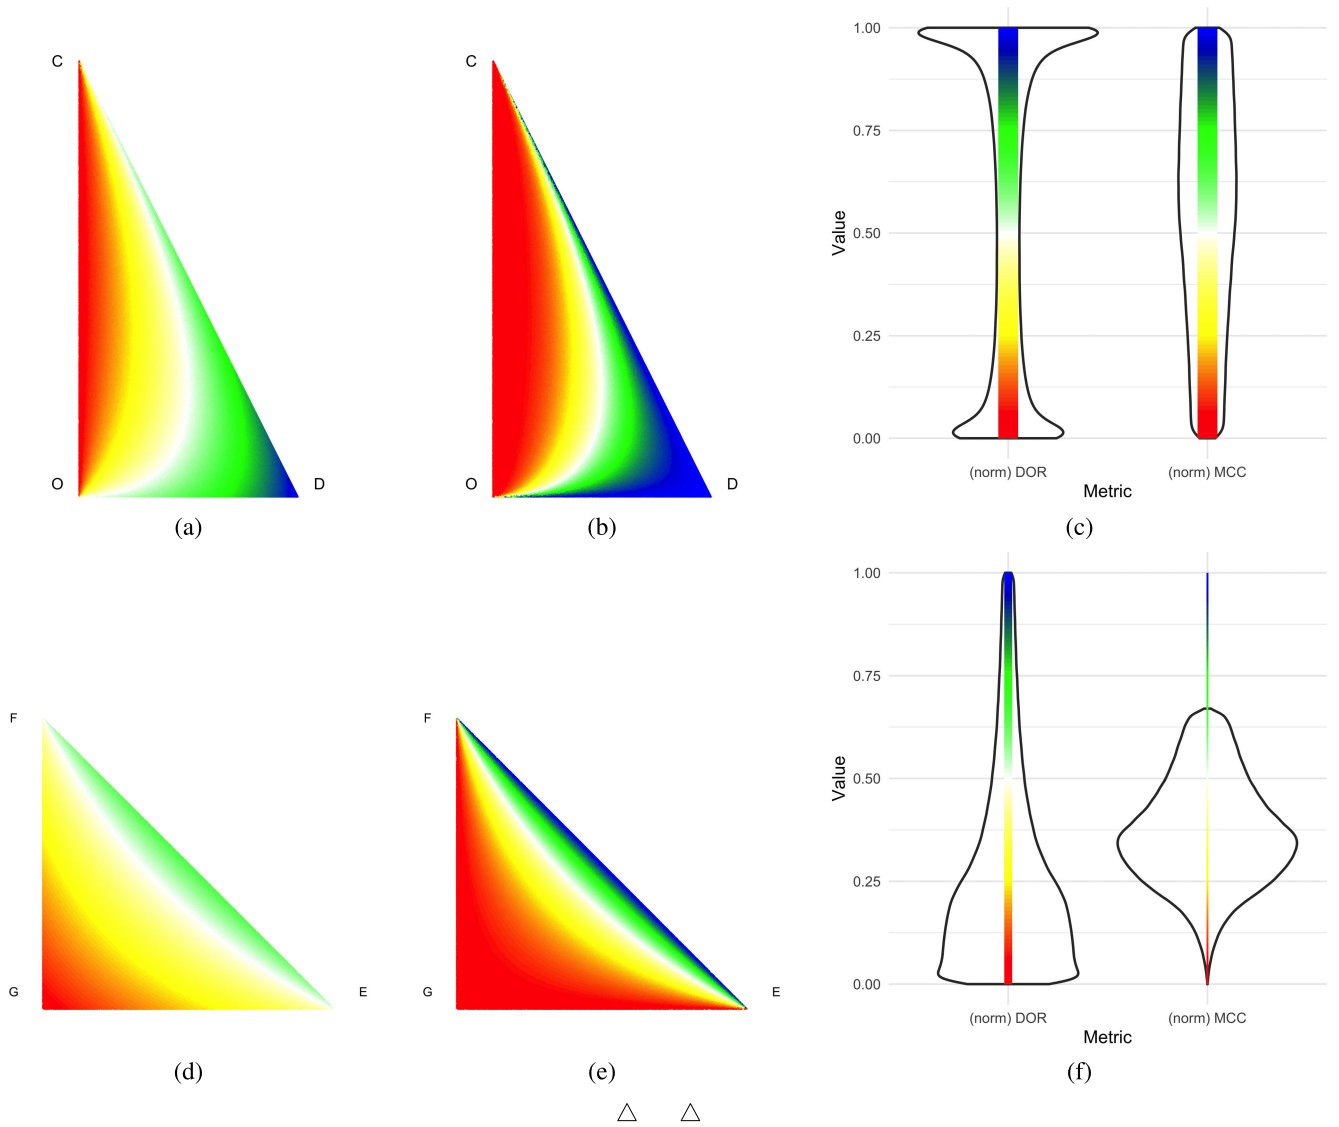 C
O
D
(a)
C
O
D
(b)
1.00
0.75
0.50
0.25
0.00
Value
(norm) DOR
(norm) MCC
Metric
(c)
F
G
E
(d)
F
G
E
(e)
1.00
0.75
0.50
0.25
0.00
Value
(norm) DOR
(norm) MCC
Metric
(f)
△ △